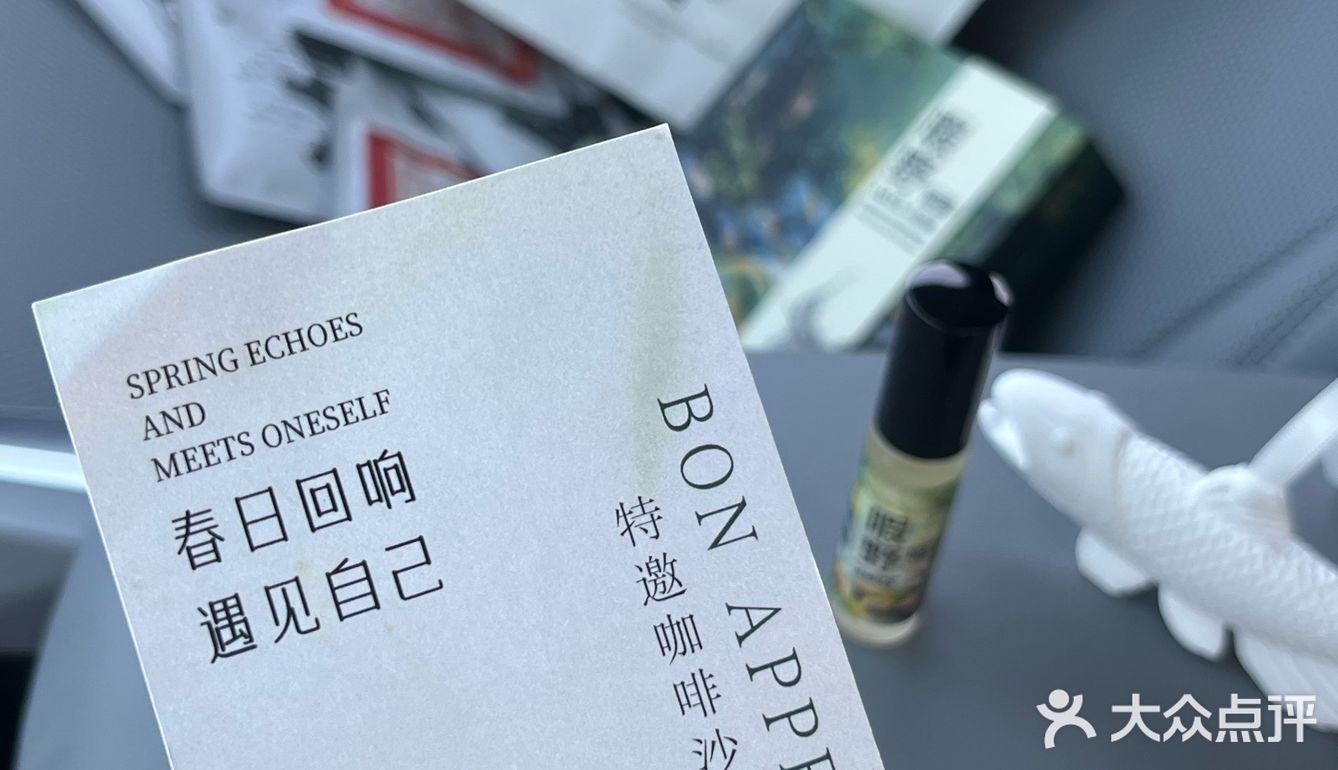 SPRING ECHOES
AND
MEETS ONESELF
春日回响
遇见自己
BON APPE
特邀咖啡沙
大众点评